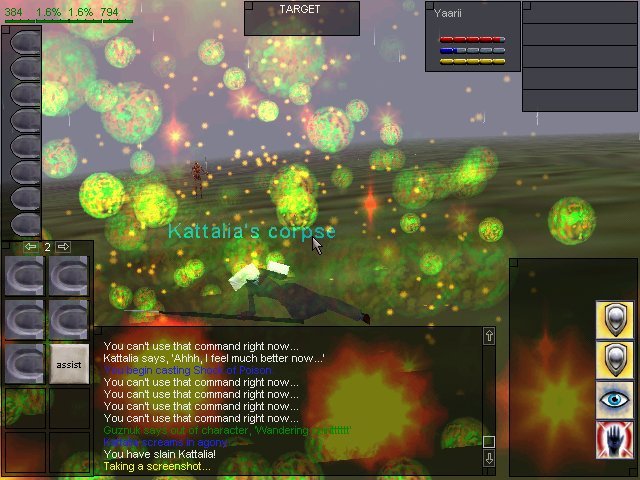 384 1.6% 1.6% 794
TARGET
Yaarii
Kattalia's corpse
2
assist
You can't use that command right now...
Kattalia says, 'Ahhh, I feel much better now...'
You begin casting Shock of Poison.
You can't use that command right now...
You can't use that command right now...
You can't use that command right now...
You can't use that command right now...
Guznuk says out of character, 'Wandering
Kattalia screams in agony
You have slain Kattalia!
Taking a screenshot...